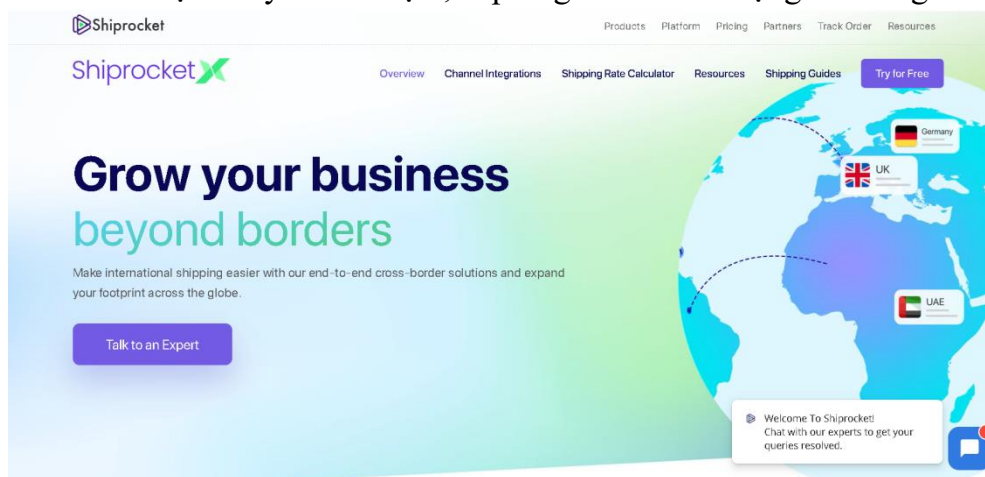 Shiprocket
Products Platform Pricing Partners Track Order Resources
ShiprocketX
Overview Channel Integrations Shipping Rate Calculator Resources Shipping Guides Try for Free
Germany
UK
Grow your business
beyond borders
Make international shipping easier with our end-to-end cross-border solutions and expand
your footprint across the globe.
UAE
Talk to an Expert
Welcome To Shiprocket!
Chat with our experts to get your
queries resolved.